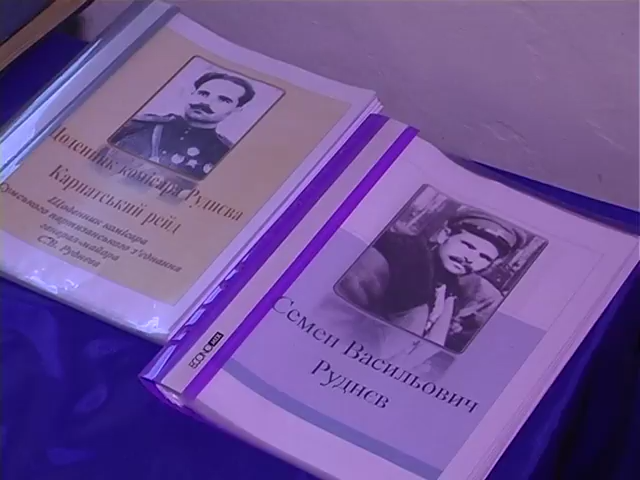 Щоденник комісара Руднєва
Карпатський рейд
Щоденник комісара
Сумського партизанського з'єднання
генерал-майора
С.В. Руднєва
Семен Васильович
Руднєв